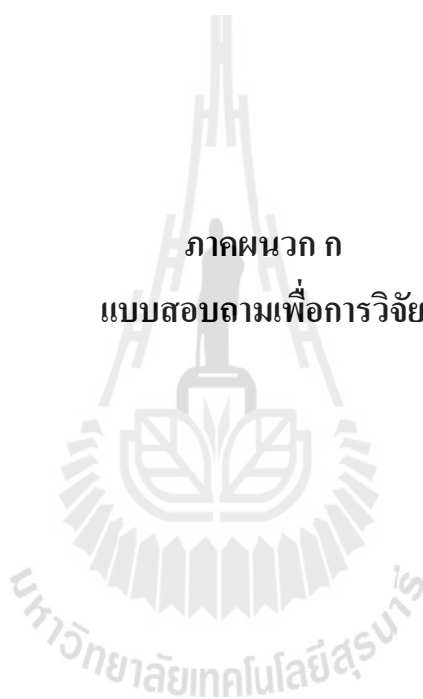 ภาคผนวก ก
แบบสอบถามเพื่อการวิจัย
มหาวิทยาลัยเทคโนโลยีสุรนารี